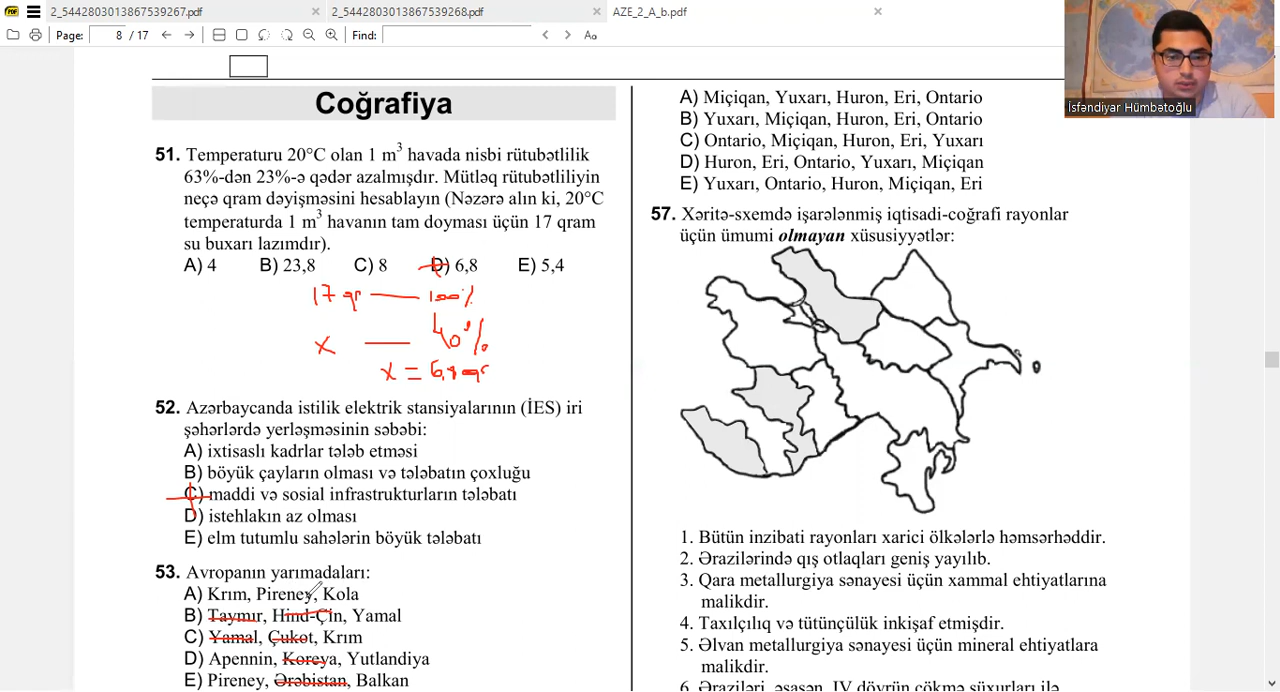 2_5442803013867539267.pdf
2_5442803013867539268.pdf
AZE_2_A_b.pdf
Page: 8 / 17
Find:
Aa
İsfəndiyar Hümbətoğlu
Coğrafiya
51. Temperaturu 20°C olan 1 m³ havada nisbi rütubətlilik
63%-dən 23%-ə qədər azalmışdır. Mütləq rütubətliliyin
neçə qram dəyişməsini hesablayın (Nəzərə alın ki, 20°C
temperaturda 1 m³ havanın tam doyması üçün 17 qram
su buxarı lazımdır).
A) 4 B) 23,8 C) 8 D) 6,8 E) 5,4
17 qr — 100%
x — 40%
x = 6,8 qr
52. Azərbaycanda istilik elektrik stansiyalarının (İES) iri
şəhərlərdə yerləşməsinin səbəbi:
A) ixtisaslı kadrlar tələb etməsi
B) böyük çayların olması və tələbatın çoxluğu
C) maddi və sosial infrastrukturların tələbatı
D) istehlakın az olması
E) elm tutumlu sahələrin böyük tələbatı
53. Avropanın yarımadaları:
A) Krım, Pireney, Kola
B) Taymır, Hind-Çin, Yamal
C) Yamal, Çukot, Krım
D) Apennin, Koreya, Yutlandiya
E) Pireney, Ərəbistan, Balkan
A) Miçiqan, Yuxarı, Huron, Eri, Ontario
B) Yuxarı, Miçiqan, Huron, Eri, Ontario
C) Ontario, Miçiqan, Huron, Eri, Yuxarı
D) Huron, Eri, Ontario, Yuxarı, Miçiqan
E) Yuxarı, Ontario, Huron, Miçiqan, Eri
57. Xəritə-sxemdə işarələnmiş iqtisadi-coğrafi rayonlar
üçün ümumi olmayan xüsusiyyətlər:
1. Bütün inzibati rayonları xarici ölkələrlə həmsərhəddir.
2. Ərazilərində qış otlaqları geniş yayılıb.
3. Qara metallurgiya sənayesi üçün xammal ehtiyatlarına
malikdir.
4. Taxılçılıq və tütünçülük inkişaf etmişdir.
5. Əlvan metallurgiya sənayesi üçün mineral ehtiyatlara
malikdir.
6. Əraziləri, əsasən, IV dövrün çökmə süxurları ilə